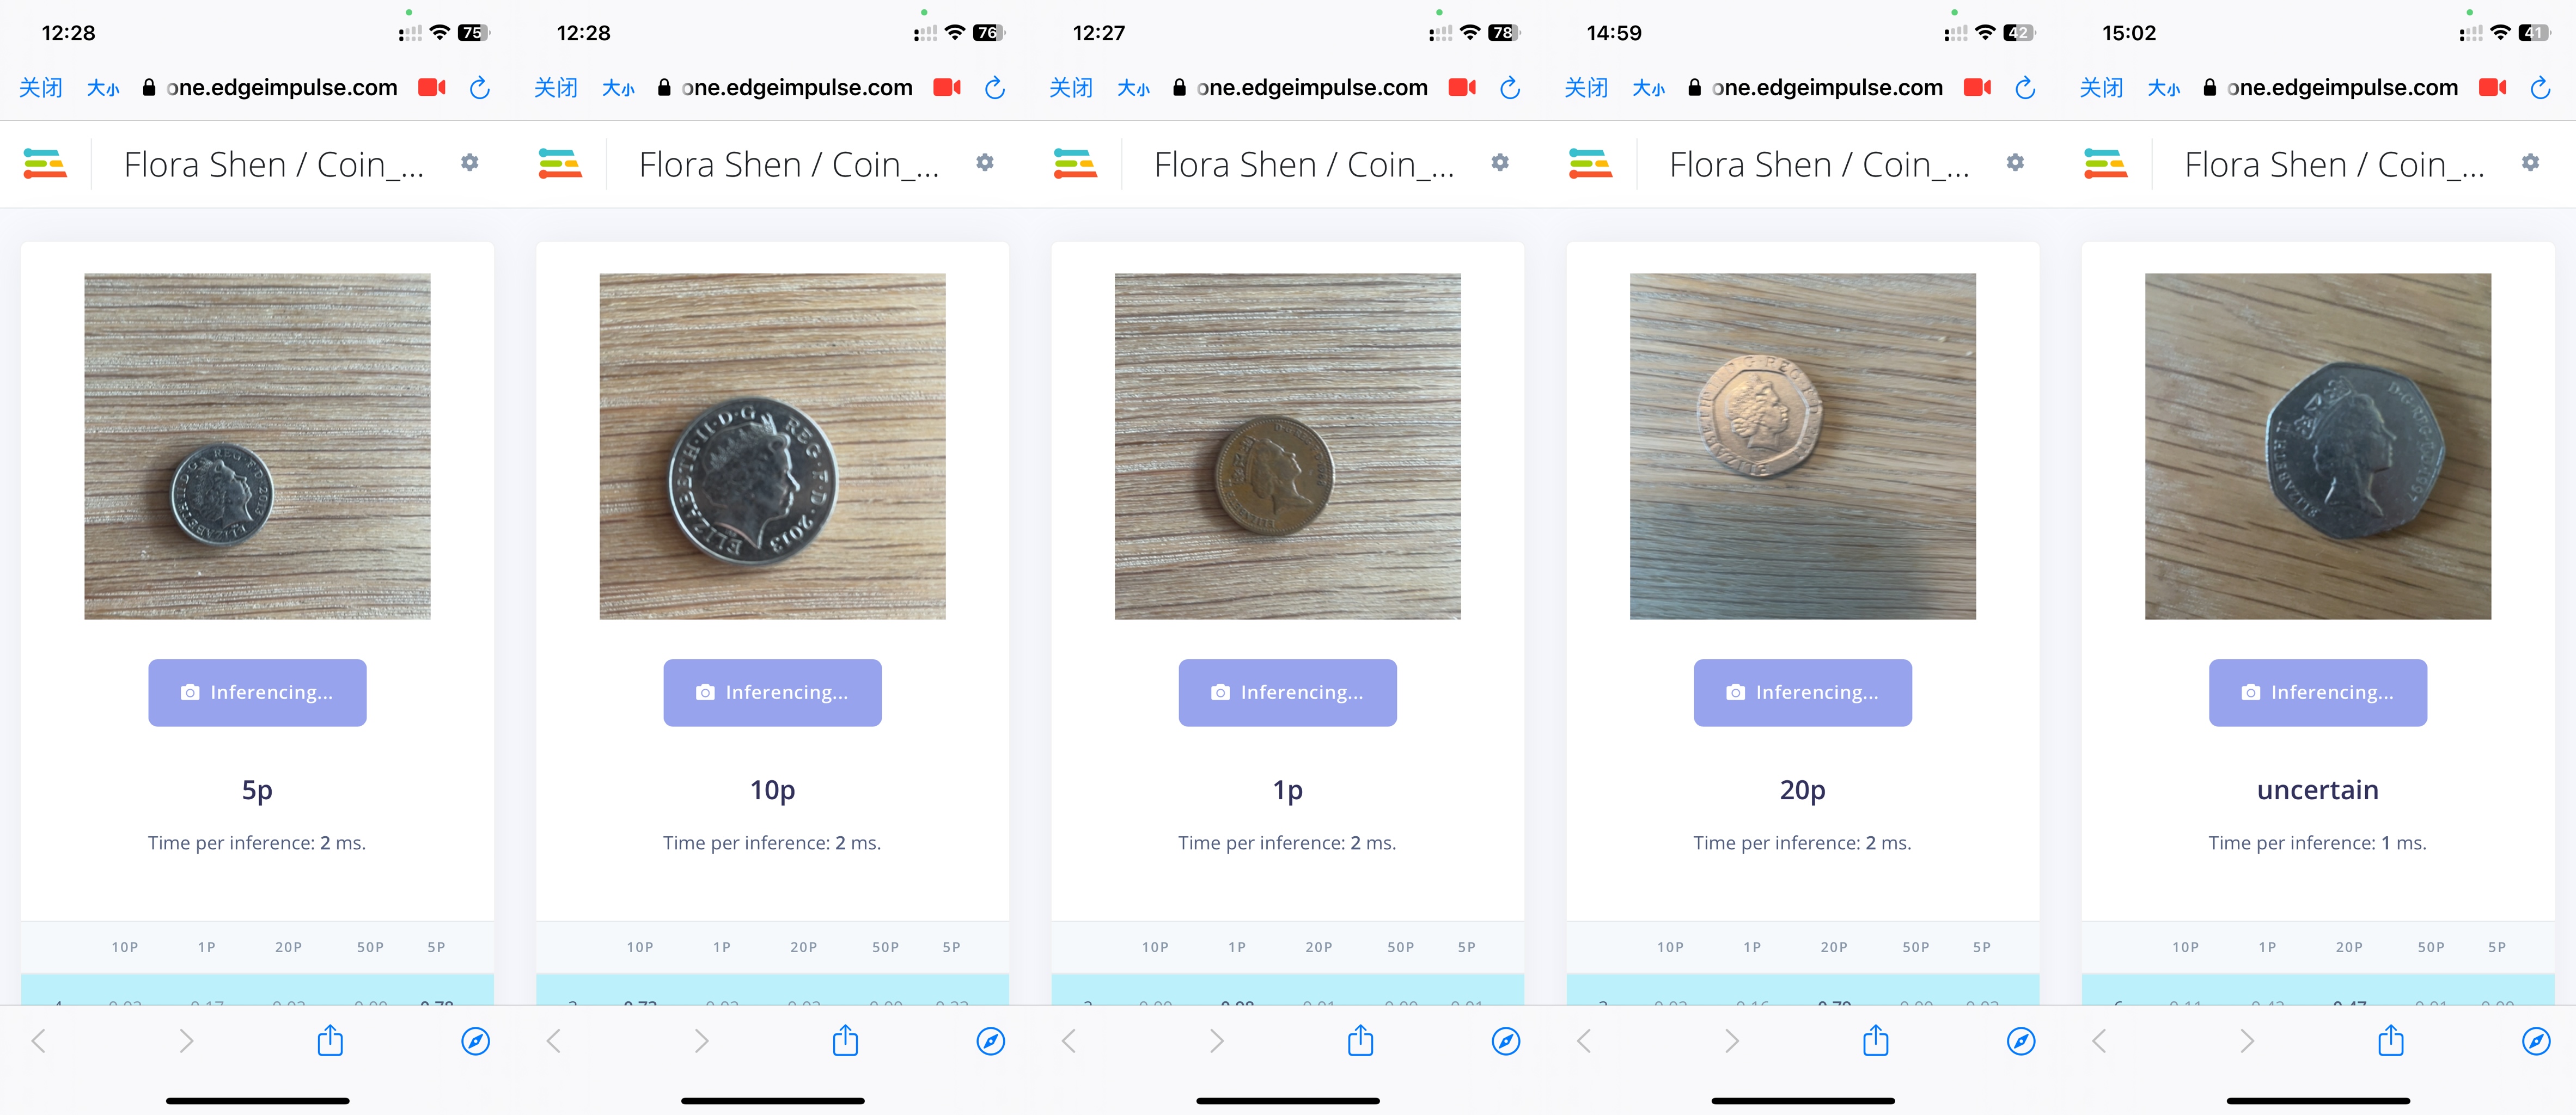 12:28
75
关闭 大小 one.edgeimpulse.com
Flora Shen / Coin_...
Inferencing...
5p
Time per inference: 2 ms.
10P 1P 20P 50P 5P
12:28
76
关闭 大小 one.edgeimpulse.com
Flora Shen / Coin_...
ELIZABETH·II·D·G REG·F·D·2013
Inferencing...
10p
Time per inference: 2 ms.
10P 1P 20P 50P 5P
12:27
78
关闭 大小 one.edgeimpulse.com
Flora Shen / Coin_...
Inferencing...
1p
Time per inference: 2 ms.
10P 1P 20P 50P 5P
14:59
42
关闭 大小 one.edgeimpulse.com
Flora Shen / Coin_...
Inferencing...
20p
Time per inference: 2 ms.
10P 1P 20P 50P 5P
15:02
41
关闭 大小 one.edgeimpulse.com
Flora Shen / Coin_...
ELIZABETH II
Inferencing...
uncertain
Time per inference: 1 ms.
10P 1P 20P 50P 5P